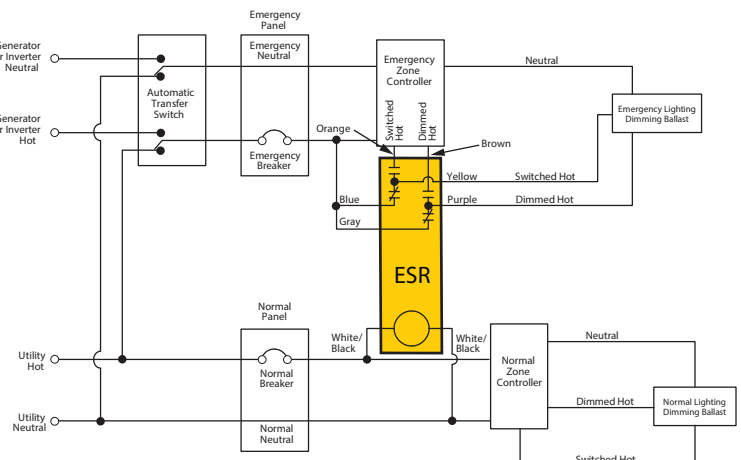 Emergency
Panel
Generator
r Inverter
Neutral
Emergency
Neutral
Emergency
Zone
Controller
Neutral
Automatic
Transfer
Switch
Switched
Hot
Dimmed
Hot
Emergency Lighting
Dimming Ballast
Generator
r Inverter
Hot
Orange
Brown
Emergency
Breaker
Yellow
Switched Hot
Blue
Purple
Dimmed Hot
Gray
ESR
Normal
Panel
White/
Black
White/
Black
Utility
Hot
Normal
Breaker
Normal
Zone
Controller
Neutral
Dimmed Hot
Normal Lighting
Dimming Ballast
Utility
Neutral
Normal
Neutral
Switched Hot